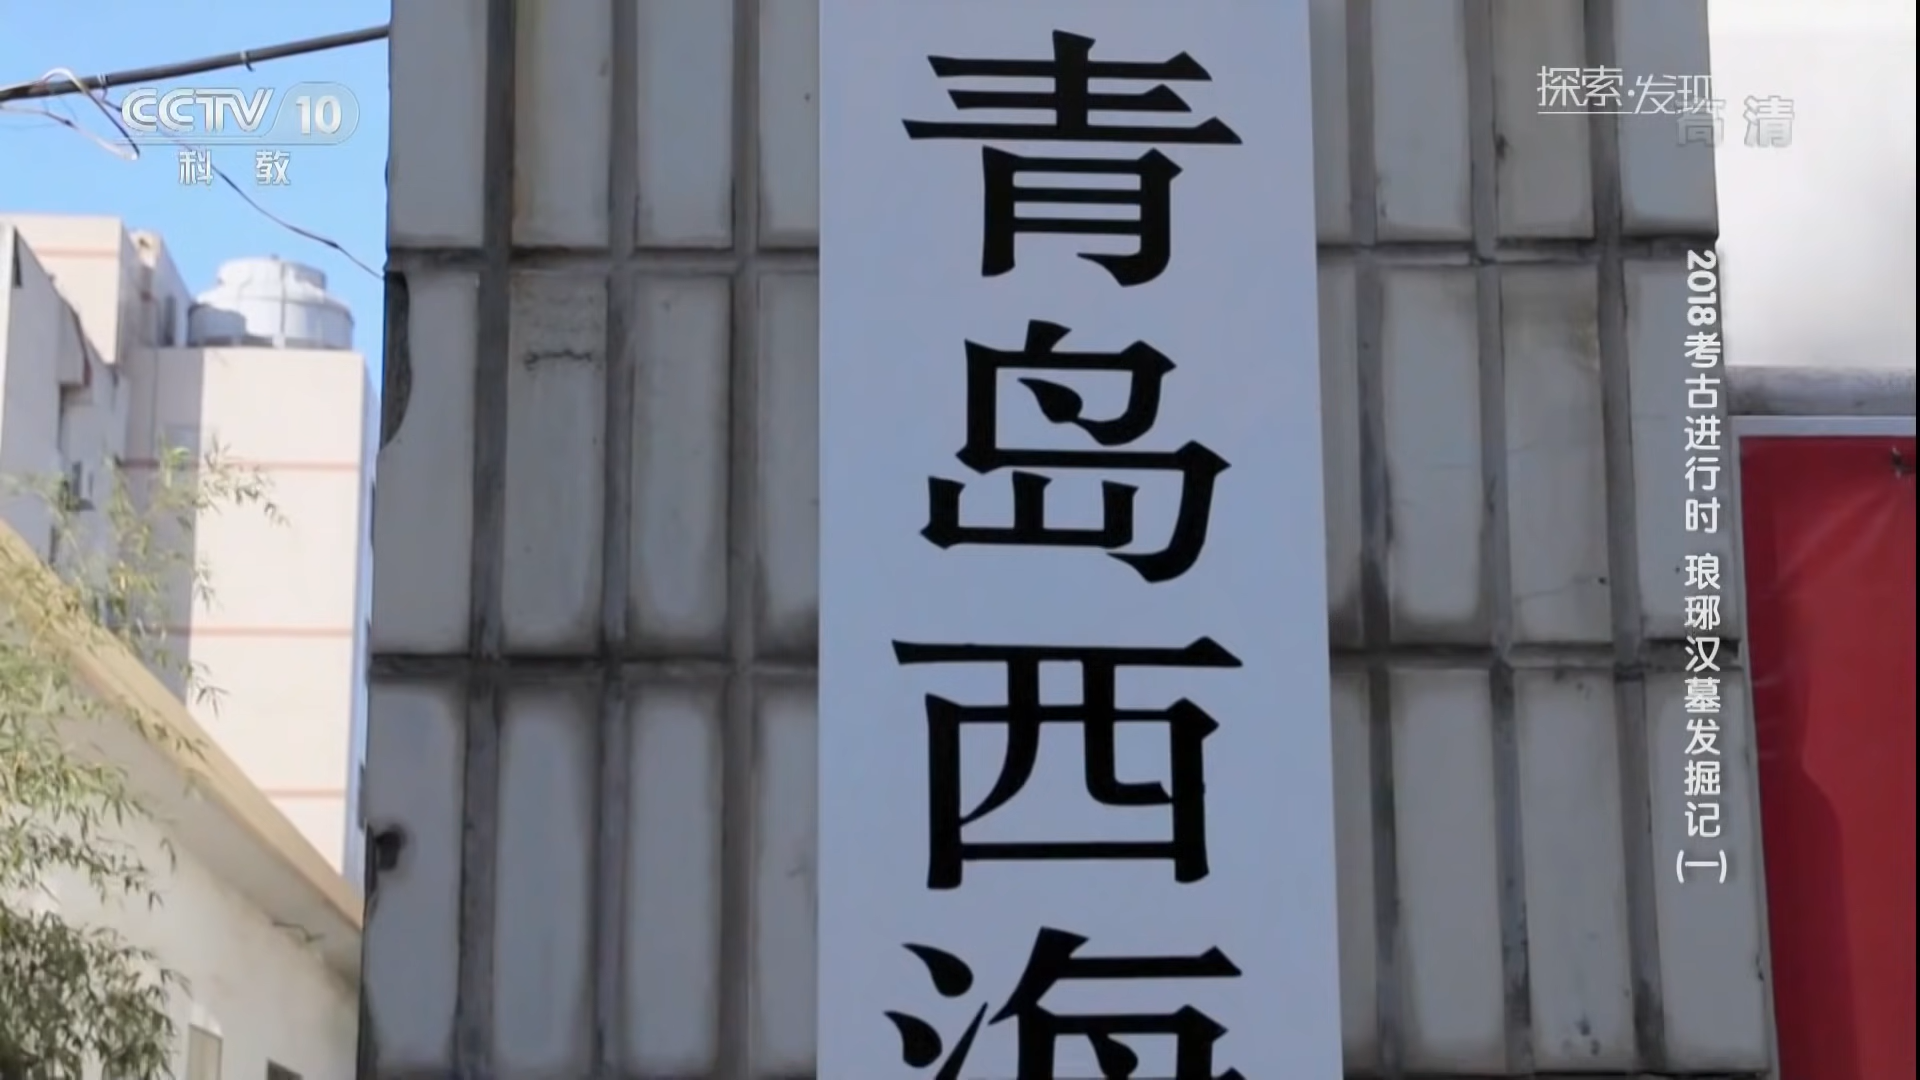 CCTV 10
科教
探索·发现
高清
青岛西海
2018考古进行时 琅琊汉墓发掘记(一)